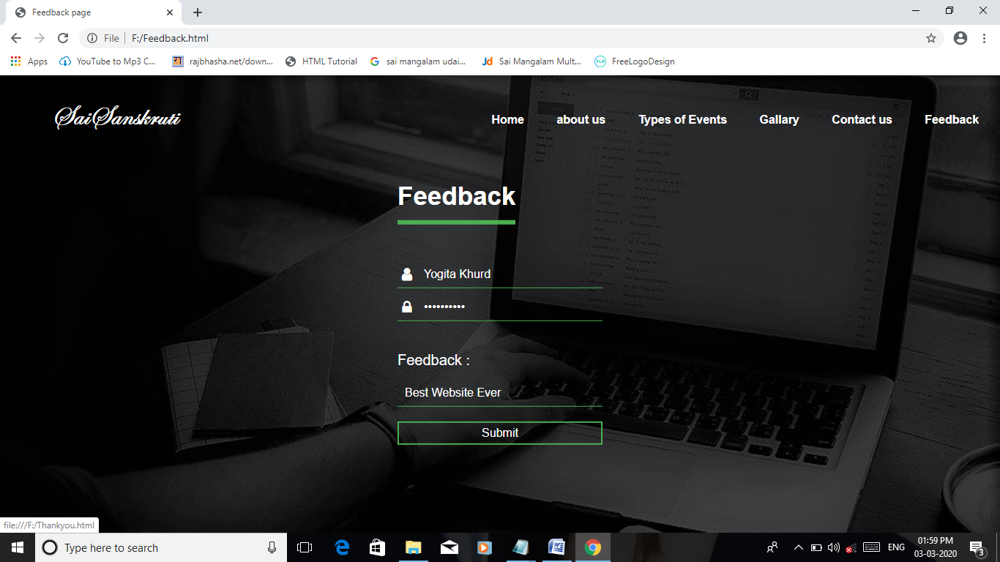 Feedback page
File F:/Feedback.html
Apps YouTube to Mp3 C... rajbhasha.net/down... HTML Tutorial sai mangalam udai... Jd Sai Mangalam Mult... FLD FreeLogoDesign
SaiSanskruti Home about us Types of Events Gallary Contact us Feedback
Feedback
Yogita Khurd
••••••••••
Feedback :
Best Website Ever
Submit
file:///F:/Thankyou.html
Type here to search
ENG
01:59 PM
03-03-2020
3